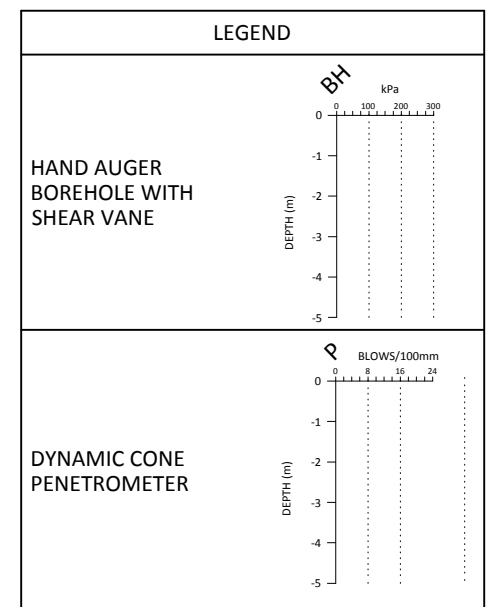 LEGEND
HAND AUGER
BOREHOLE WITH
SHEAR VANE
BH
kPa
0 100 200 300
DEPTH (m)
0
-1
-2
-3
-4
-5
DYNAMIC CONE
PENETROMETER
P
BLOWS/100mm
0 8 16 24
DEPTH (m)
0
-1
-2
-3
-4
-5